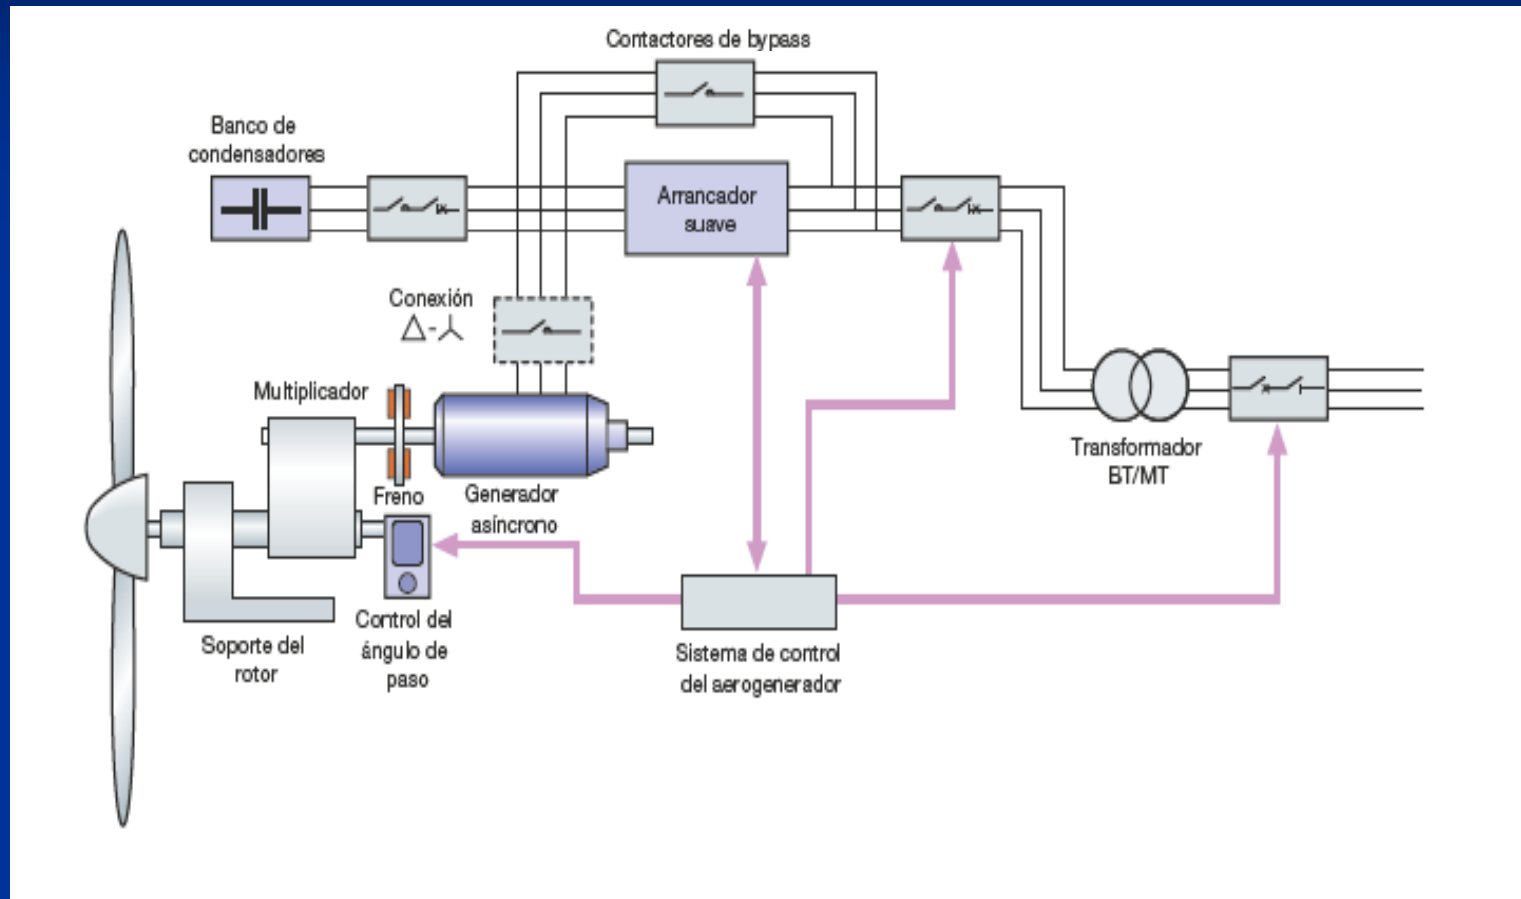 Contactores de bypass
Banco de
condensadores
Arrancador
suave
Conexión
Multiplicador
Freno
Generador
asíncrono
Transformador
BT/MT
Soporte del
rotor
Control del
ángulo de
paso
Sistema de control
del aerogenerador